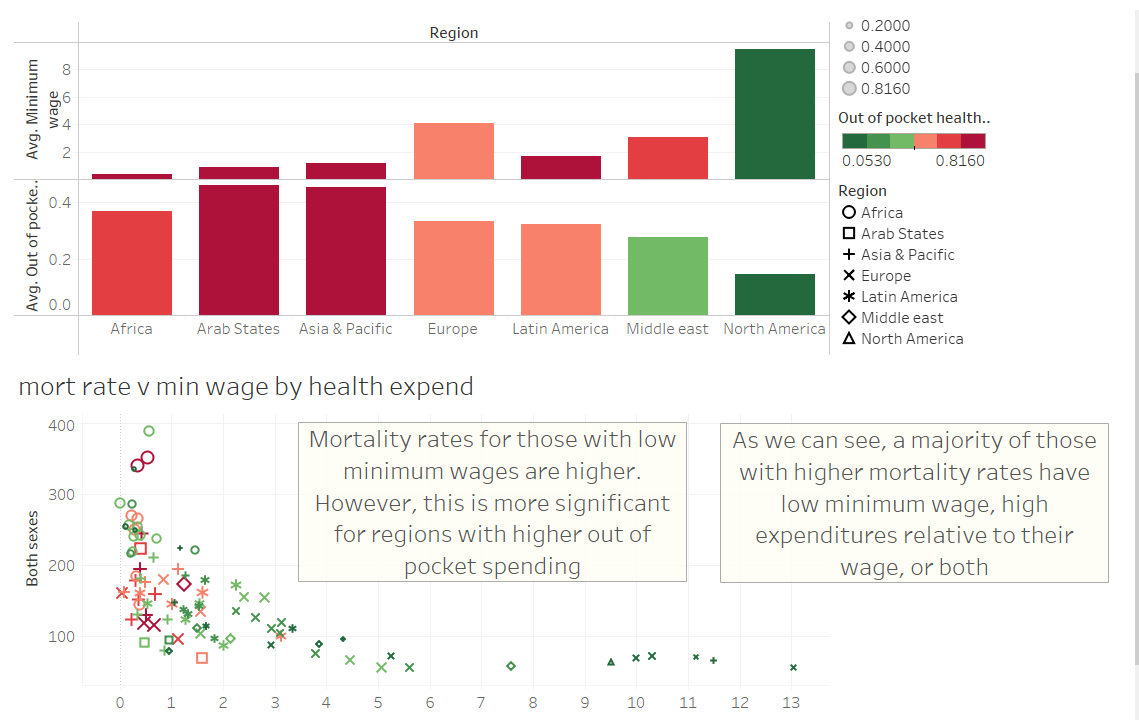 Region
Avg. Minimum
wage
8
6
4
2
Avg. Out of pocke..
0.4
0.2
0.0
Africa
Arab States
Asia & Pacific
Europe
Latin America
Middle east
North America
0.2000
0.4000
0.6000
0.8160
Out of pocket health..
0.0530 0.8160
Region
Africa
Arab States
Asia & Pacific
Europe
Latin America
Middle east
North America
mort rate v min wage by health expend
Both sexes
400
300
200
100
0 1 2 3 4 5 6 7 8 9 10 11 12 13
Mortality rates for those with low
minimum wages are higher.
However, this is more significant
for regions with higher out of
pocket spending
As we can see, a majority of those
with higher mortality rates have
low minimum wage, high
expenditures relative to their
wage, or both